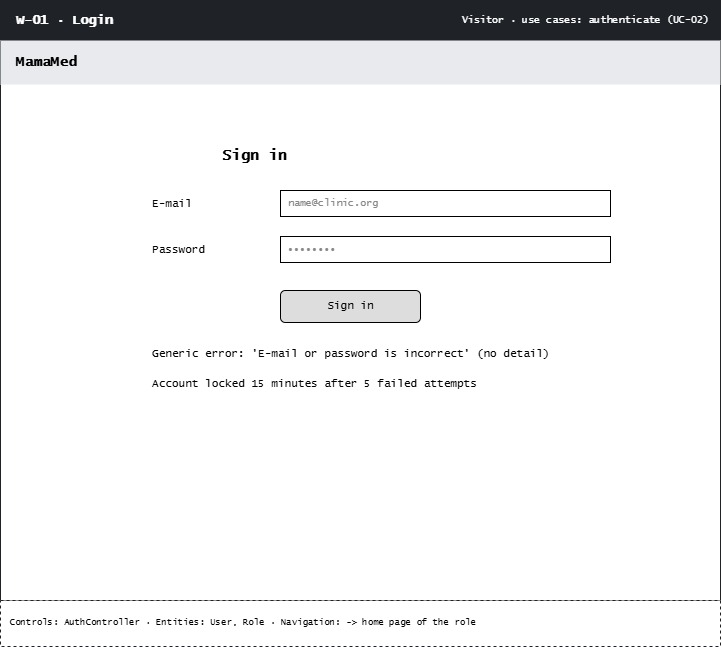 W-01 · Login
Visitor · use cases: authenticate (UC-02)
MamaMed
Sign in
E-mail
name@clinic.org
Password
••••••••
Sign in
Generic error: 'E-mail or password is incorrect' (no detail)
Account locked 15 minutes after 5 failed attempts
Controls: AuthController · Entities: User, Role · Navigation: -> home page of the role